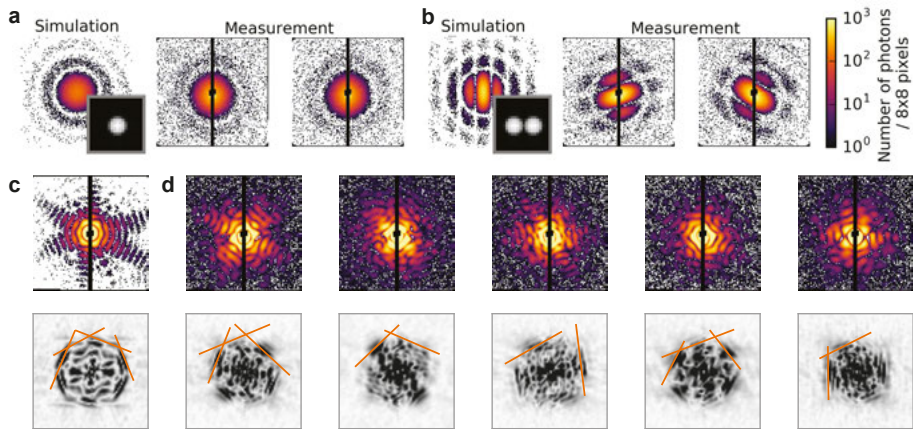 a
Simulation
Measurement
b
Simulation
Measurement
10³
10²
10¹
10⁰
Number of photons
/ 8x8 pixels
c
d